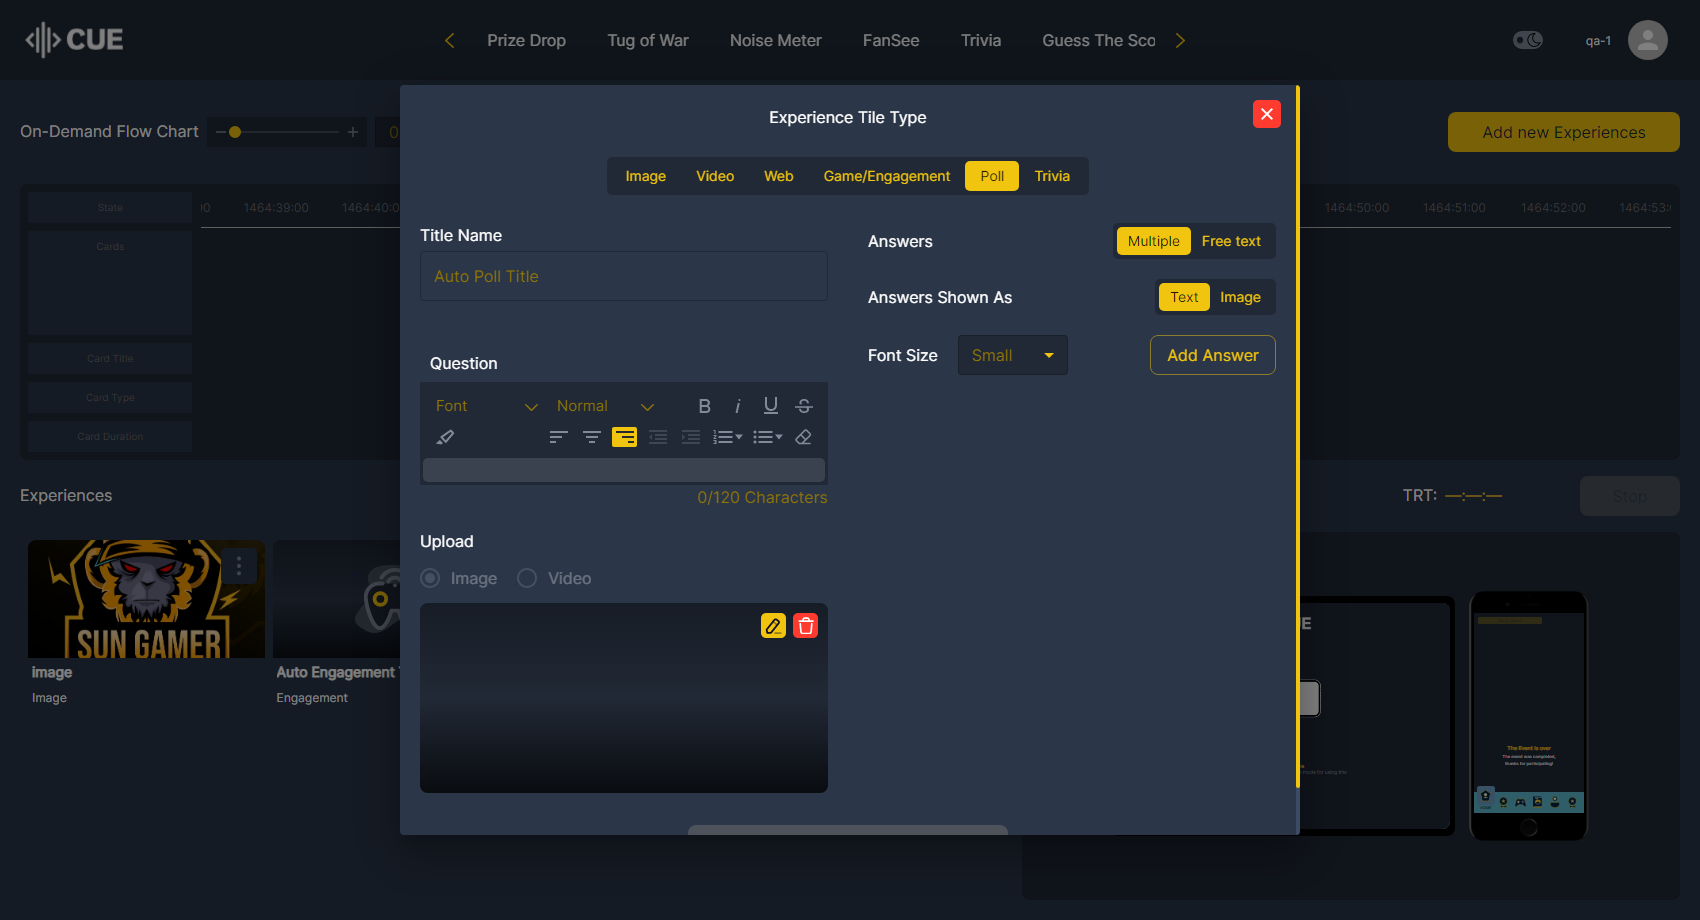 CUE
Prize Drop
Tug of War
Noise Meter
FanSee
Trivia
Guess The Sco
qa-1
On-Demand Flow Chart
Add new Experiences
Experience Tile Type
Image
Video
Web
Game/Engagement
Poll
Trivia
State
1464:39:00
1464:40:0
1464:50:00
1464:51:00
1464:52:00
1464:53:
Cards
Card Title
Card Type
Card Duration
Title Name
Auto Poll Title
Question
Font
Normal
0/120 Characters
Upload
Image
Video
Answers
Multiple
Free text
Answers Shown As
Text
Image
Font Size
Small
Add Answer
Experiences
TRT: —:—:—
Stop
SUN GAMER
image
Image
Auto Engagement
Engagement
UE
The Event is over
The event was completed,
thanks for participating!